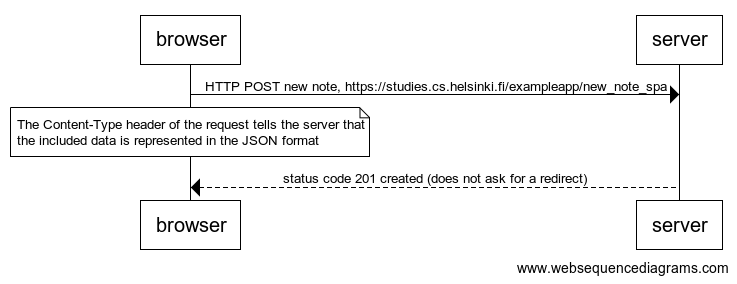 browser
server
HTTP POST new note, https://studies.cs.helsinki.fi/exampleapp/new_note_spa
The Content-Type header of the request tells the server that
the included data is represented in the JSON format
status code 201 created (does not ask for a redirect)
browser
server
www.websequencediagrams.com